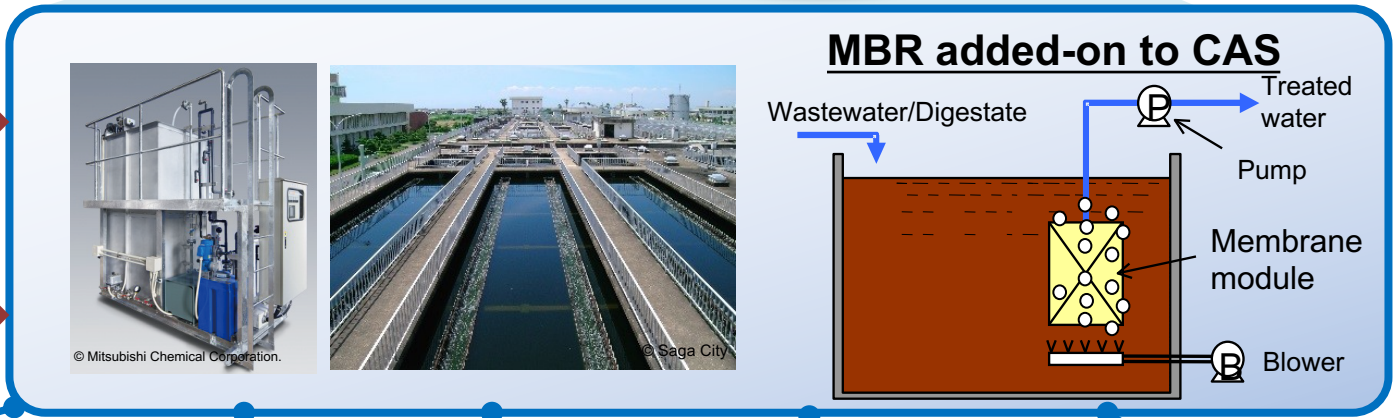 MBR added-on to CAS
Wastewater/Digestate
Treated
water
P
Pump
Membrane
module
B
Blower
© Mitsubishi Chemical Corporation.
© Saga City